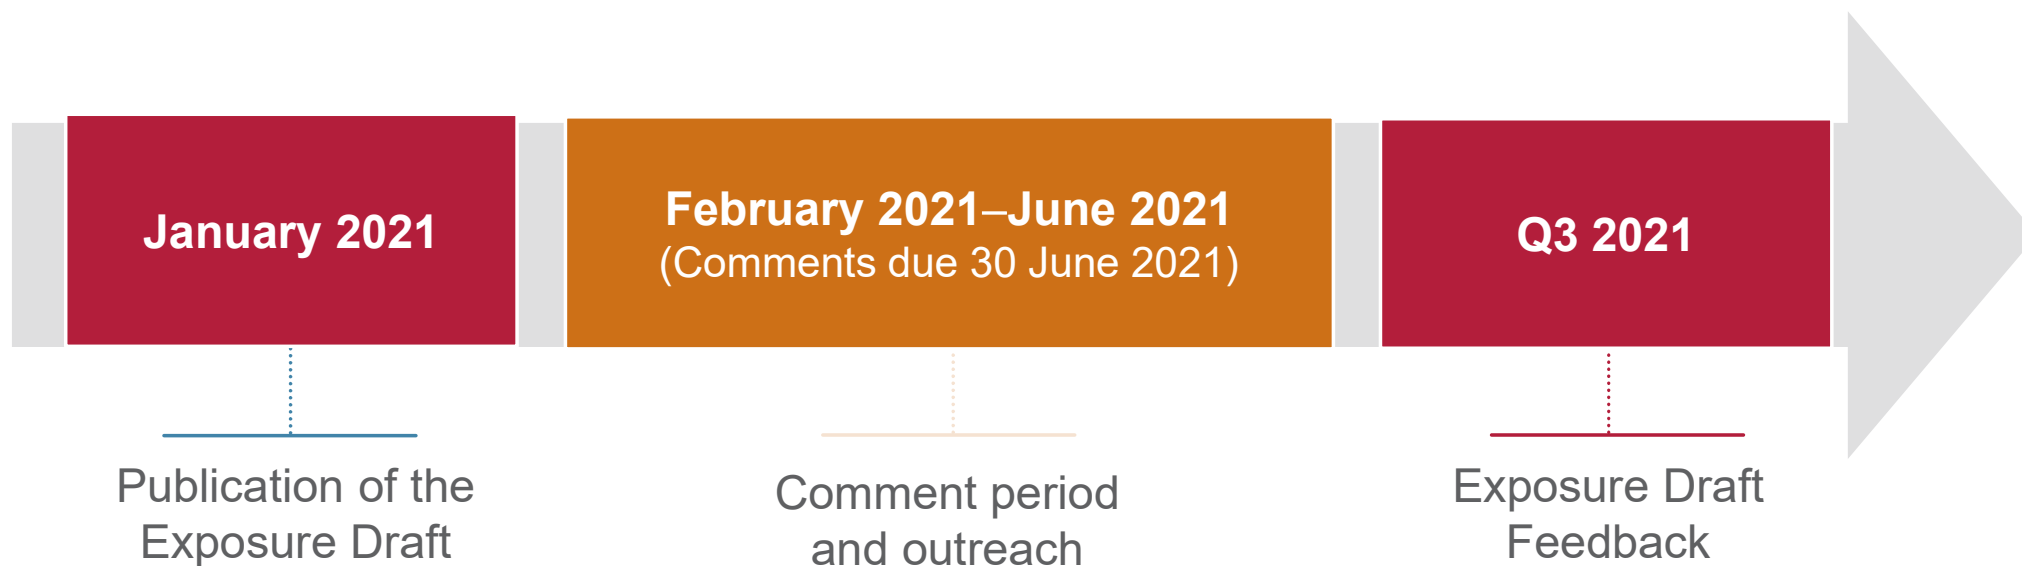 January 2021
February 2021–June 2021
(Comments due 30 June 2021)
Q3 2021
Publication of the
Exposure Draft
Comment period
and outreach
Exposure Draft
Feedback